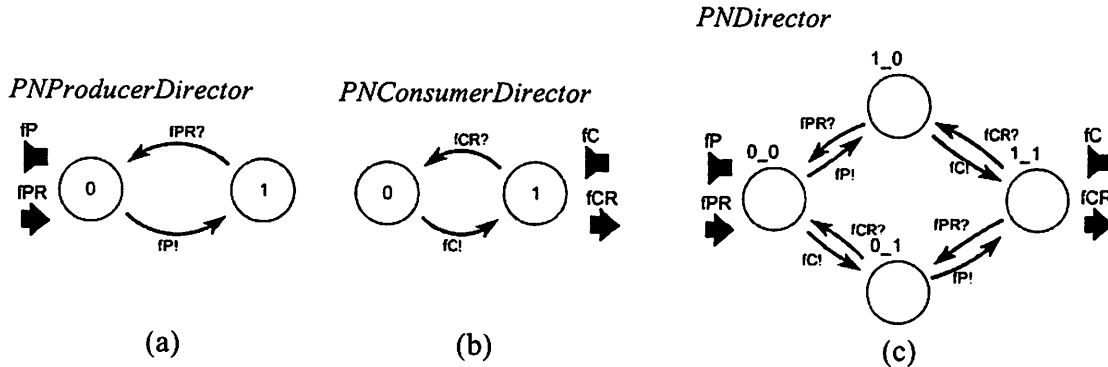 PNDirector
PNProducerDirector
PNConsumerDirector
fP
fPR
fPR?
0
1
fP!
fCR?
0
1
fC!
fC
fCR
1_0
fPR?
fP!
fCR?
fC!
0_0
1_1
fP
fPR
fC
fCR
fCR?
fC!
0_1
fPR?
fP!
(a)
(b)
(c)